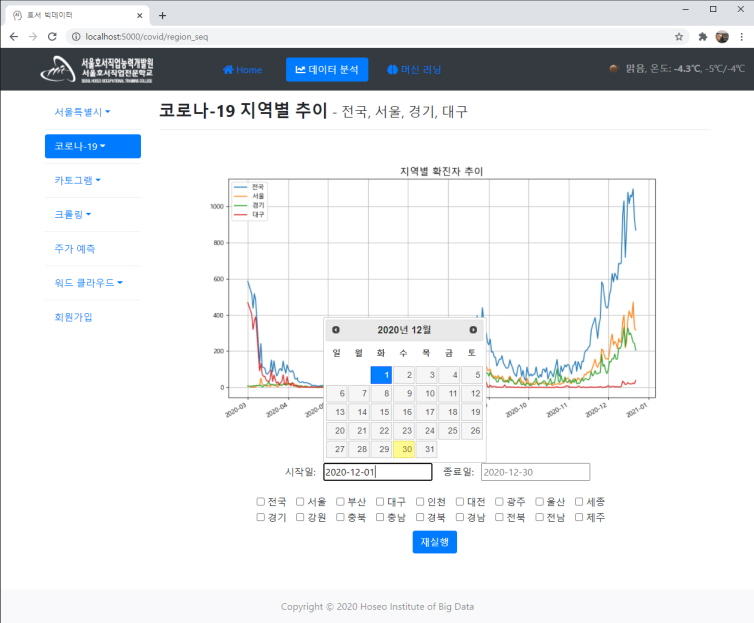 호서 빅데이터
localhost:5000/covid/region_seq
서울호서직업능력개발원
서울호서직업전문학교
SEOUL HOSEO OCCUPATIONAL TRAINING COLLEGE
Home
데이터 분석
머신 러닝
맑음, 온도: -4.3℃, -5℃/-4℃
서울특별시
코로나-19
카토그램
크롤링
주가 예측
워드 클라우드
회원가입
코로나-19 지역별 추이 - 전국, 서울, 경기, 대구
지역별 확진자 추이
전국
서울
경기
대구
1000
800
600
400
200
0
2020-03
2020-04
2020-10
2020-11
2020-12
2021-01
2020년 12월
일 월 화 수 목 금 토
1 2 3 4 5
6 7 8 9 10 11 12
13 14 15 16 17 18 19
20 21 22 23 24 25 26
27 28 29 30 31
시작일: 2020-12-01 종료일: 2020-12-30
전국 서울 부산 대구 인천 대전 광주 울산 세종
경기 강원 충북 충남 경북 경남 전북 전남 제주
재실행
Copyright © 2020 Hoseo Institute of Big Data